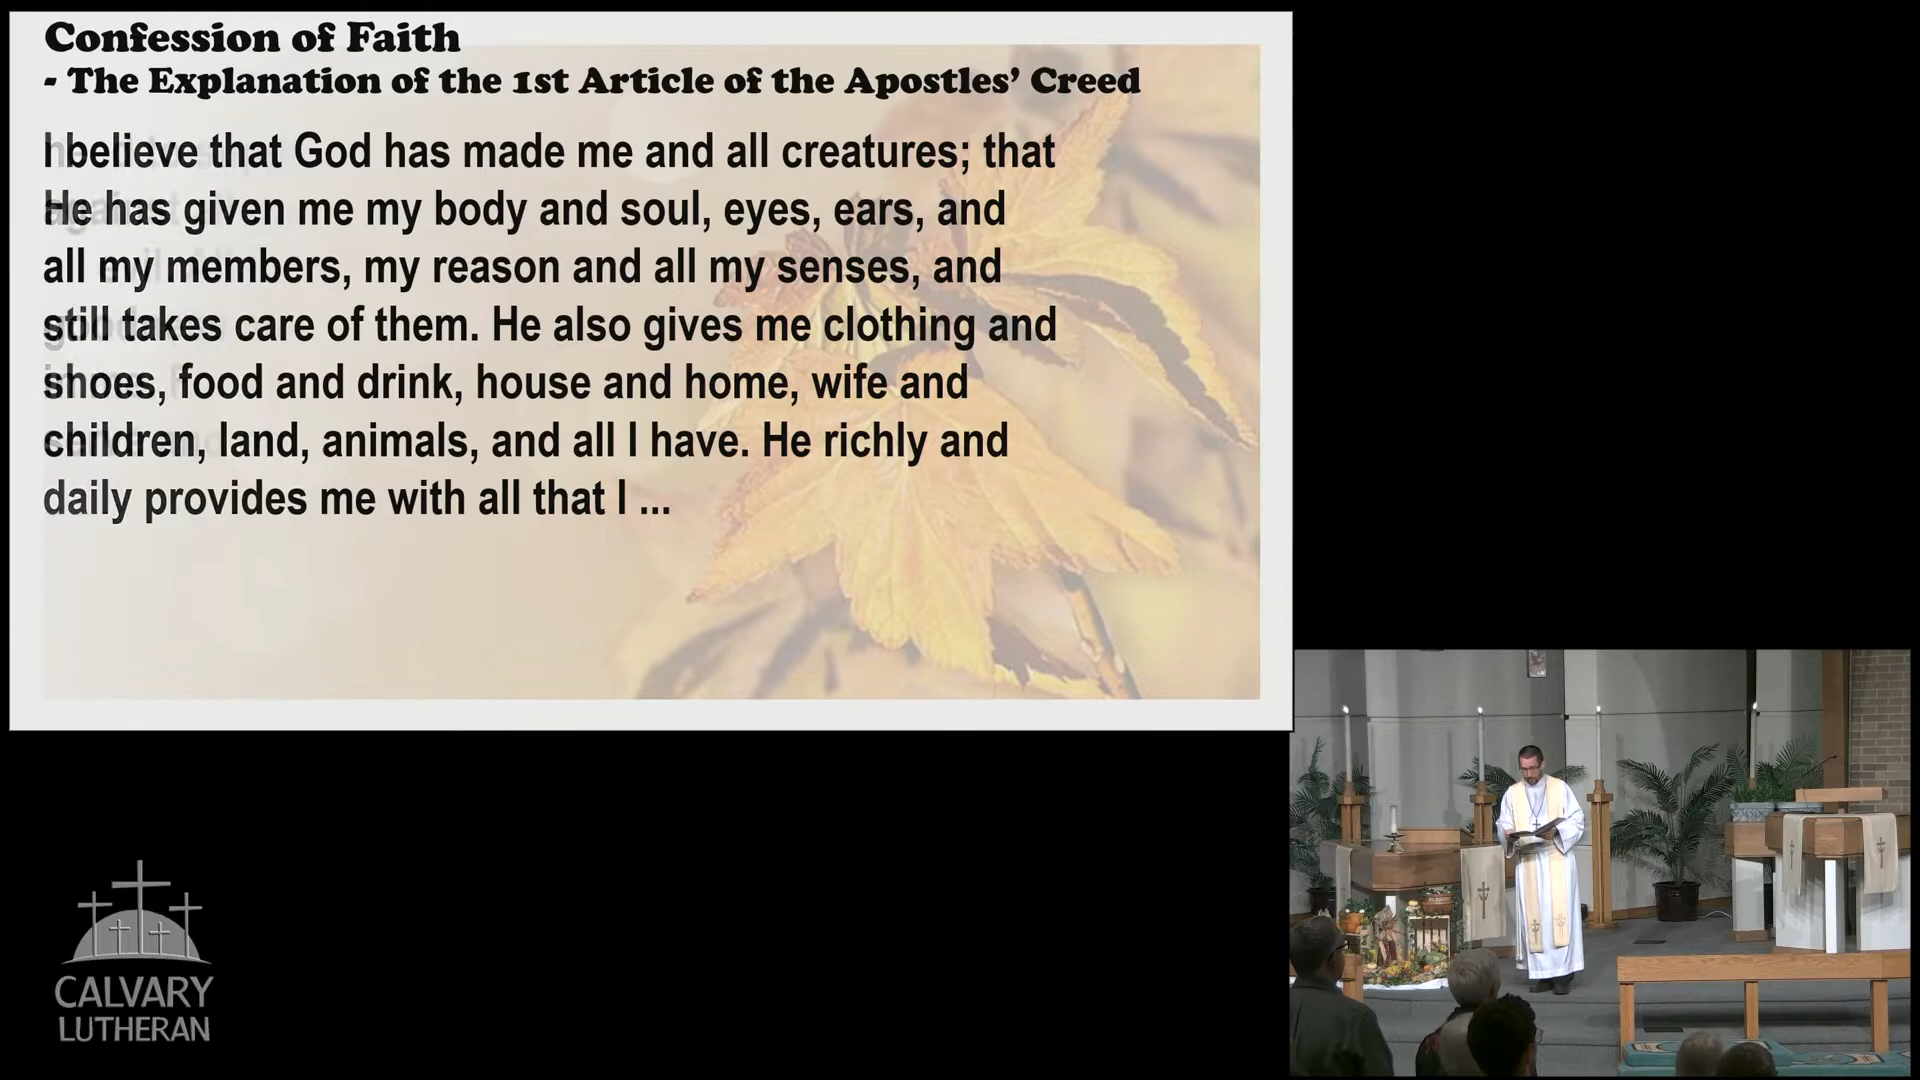 Confession of Faith
- The Explanation of the 1st Article of the Apostles’ Creed
believe that God has made me and all creatures; that
He has given me my body and soul, eyes, ears, and
all my members, my reason and all my senses, and
still takes care of them. He also gives me clothing and
shoes, food and drink, house and home, wife and
children, land, animals, and all I have. He richly and
daily provides me with all that I ...
CALVARY
LUTHERAN